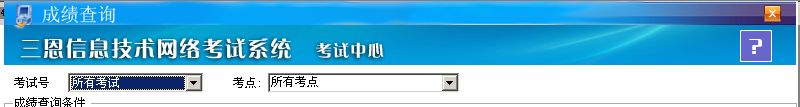 成绩查询
三恩信息技术网络考试系统 考试中心
?
考试号 所有考试 考点: 所有考点
成绩查询条件